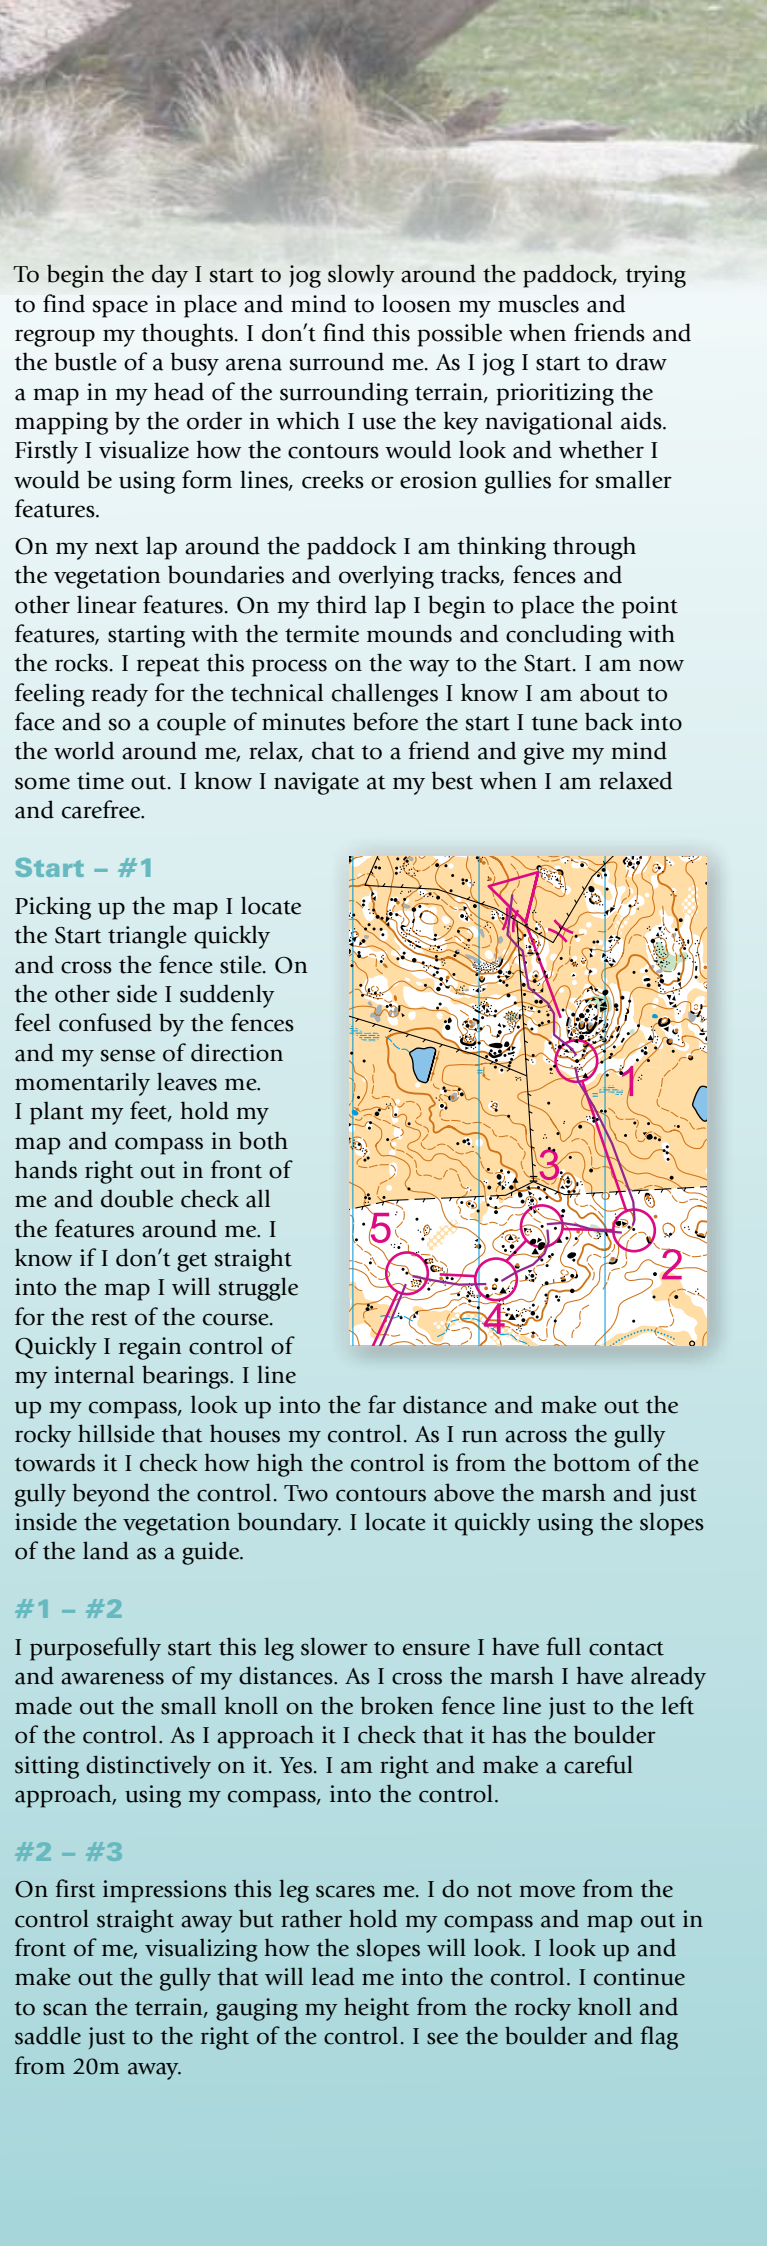 To begin the day I start to jog slowly around the paddock, trying
to find space in place and mind to loosen my muscles and
regroup my thoughts. I don’t find this possible when friends and
the bustle of a busy arena surround me. As I jog I start to draw
a map in my head of the surrounding terrain, prioritizing the
mapping by the order in which I use the key navigational aids.
Firstly I visualize how the contours would look and whether I
would be using form lines, creeks or erosion gullies for smaller
features.
On my next lap around the paddock I am thinking through
the vegetation boundaries and overlying tracks, fences and
other linear features. On my third lap I begin to place the point
features, starting with the termite mounds and concluding with
the rocks. I repeat this process on the way to the Start. I am now
feeling ready for the technical challenges I know I am about to
face and so a couple of minutes before the start I tune back into
the world around me, relax, chat to a friend and give my mind
some time out. I know I navigate at my best when I am relaxed
and carefree.
Start – #1
Picking up the map I locate
the Start triangle quickly
and cross the fence stile. On
the other side I suddenly
feel confused by the fences
and my sense of direction
momentarily leaves me.
I plant my feet, hold my
map and compass in both
hands right out in front of
me and double check all
the features around me. I
know if I don’t get straight
into the map I will struggle
for the rest of the course.
Quickly I regain control of
my internal bearings. I line
up my compass, look up into the far distance and make out the
rocky hillside that houses my control. As I run across the gully
towards it I check how high the control is from the bottom of the
gully beyond the control. Two contours above the marsh and just
inside the vegetation boundary. I locate it quickly using the slopes
of the land as a guide.
1
3
5
2
4
#1 – #2
I purposefully start this leg slower to ensure I have full contact
and awareness of my distances. As I cross the marsh I have already
made out the small knoll on the broken fence line just to the left
of the control. As I approach it I check that it has the boulder
sitting distinctively on it. Yes. I am right and make a careful
approach, using my compass, into the control.
#2 – #3
On first impressions this leg scares me. I do not move from the
control straight away but rather hold my compass and map out in
front of me, visualizing how the slopes will look. I look up and
make out the gully that will lead me into the control. I continue
to scan the terrain, gauging my height from the rocky knoll and
saddle just to the right of the control. I see the boulder and flag
from 20m away.